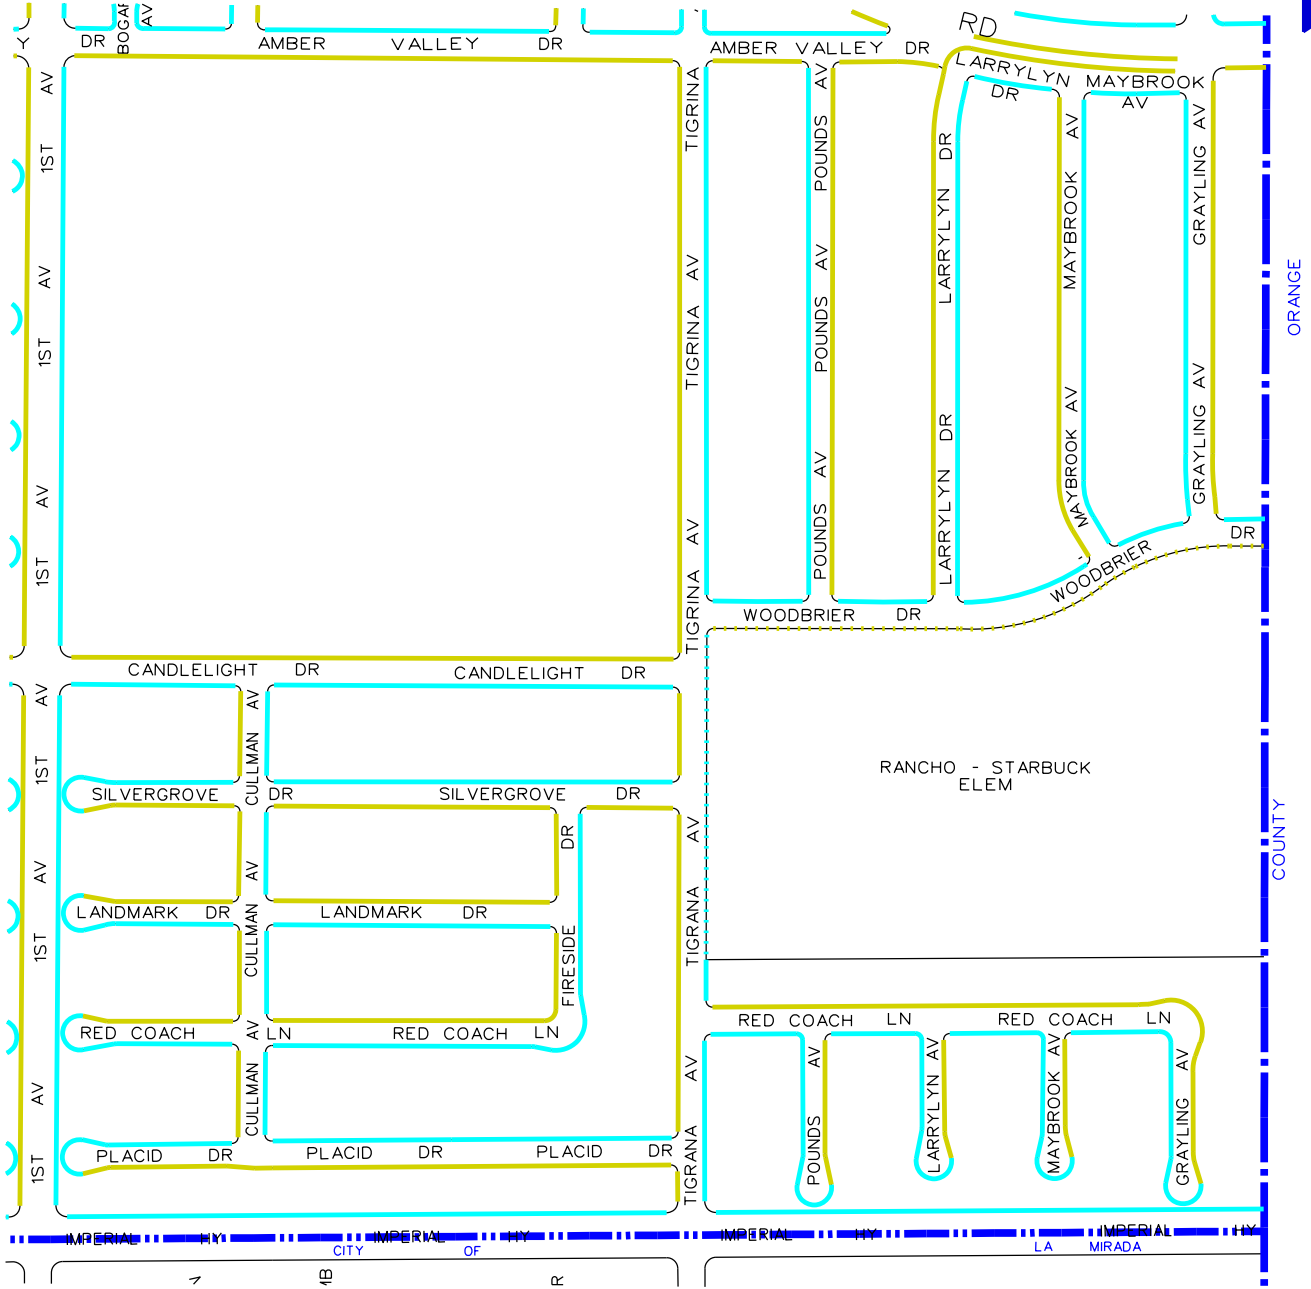 Y
DR
BOGAR
AV
AMBER VALLEY DR
AMBER VALLEY DR
RD
LARRYLYN
DR
MAYBROOK
AV
1ST AV
1ST AV
1ST AV
1ST AV
1ST AV
1ST AV
TIGRINA
TIGRINA AV
TIGRINA AV
POUNDS AV
POUNDS AV
POUNDS AV
LARRYLYN DR
LARRYLYN DR
MAYBROOK AV
MAYBROOK AV
GRAYLING AV
GRAYLING AV
ORANGE
COUNTY
WOODBRIER DR
WOODBRIER
DR
CANDLELIGHT DR
CANDLELIGHT DR
CULLMAN AV
SILVERGROVE DR
SILVERGROVE DR
RANCHO - STARBUCK
ELEM
FIRESIDE DR
TIGRANA AV
CULLMAN AV
LANDMARK DR
LANDMARK DR
RED COACH LN
RED COACH LN
CULLMAN AV
RED COACH LN
RED COACH LN
TIGRANA AV
POUNDS AV
LARRYLYN AV
MAYBROOK AV
GRAYLING AV
PLACID DR
PLACID DR
PLACID DR
IMPERIAL HY
IMPERIAL HY
IMPERIAL HY
IMPERIAL HY
CITY OF
LA MIRADA
R